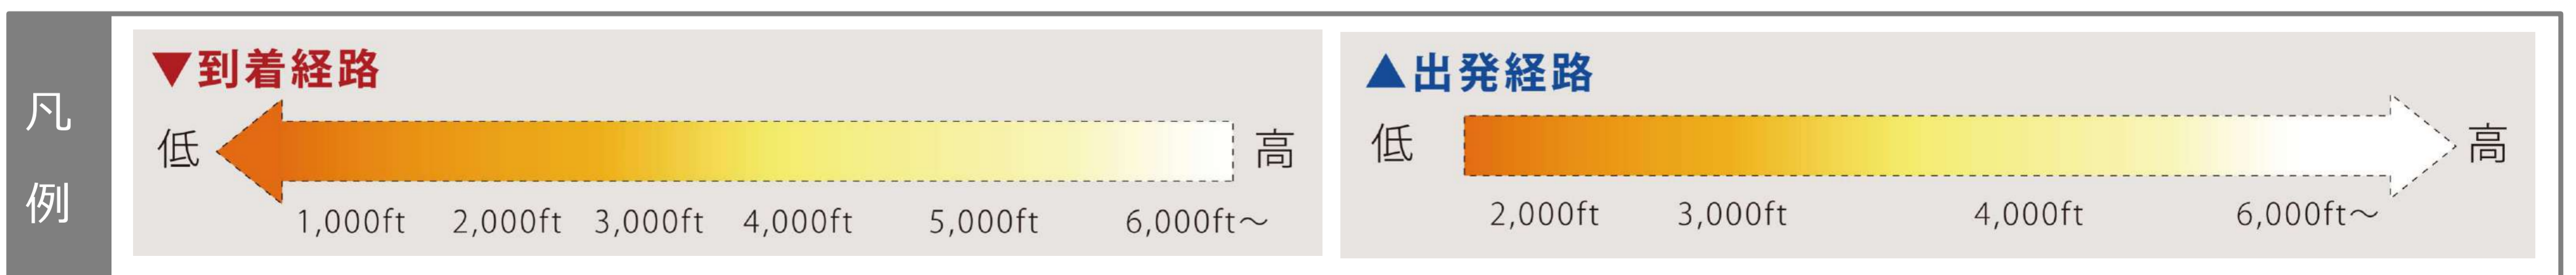 凡例
▼到着経路
低 高
1,000ft 2,000ft 3,000ft 4,000ft 5,000ft 6,000ft～
▲出発経路
低 高
2,000ft 3,000ft 4,000ft 6,000ft～